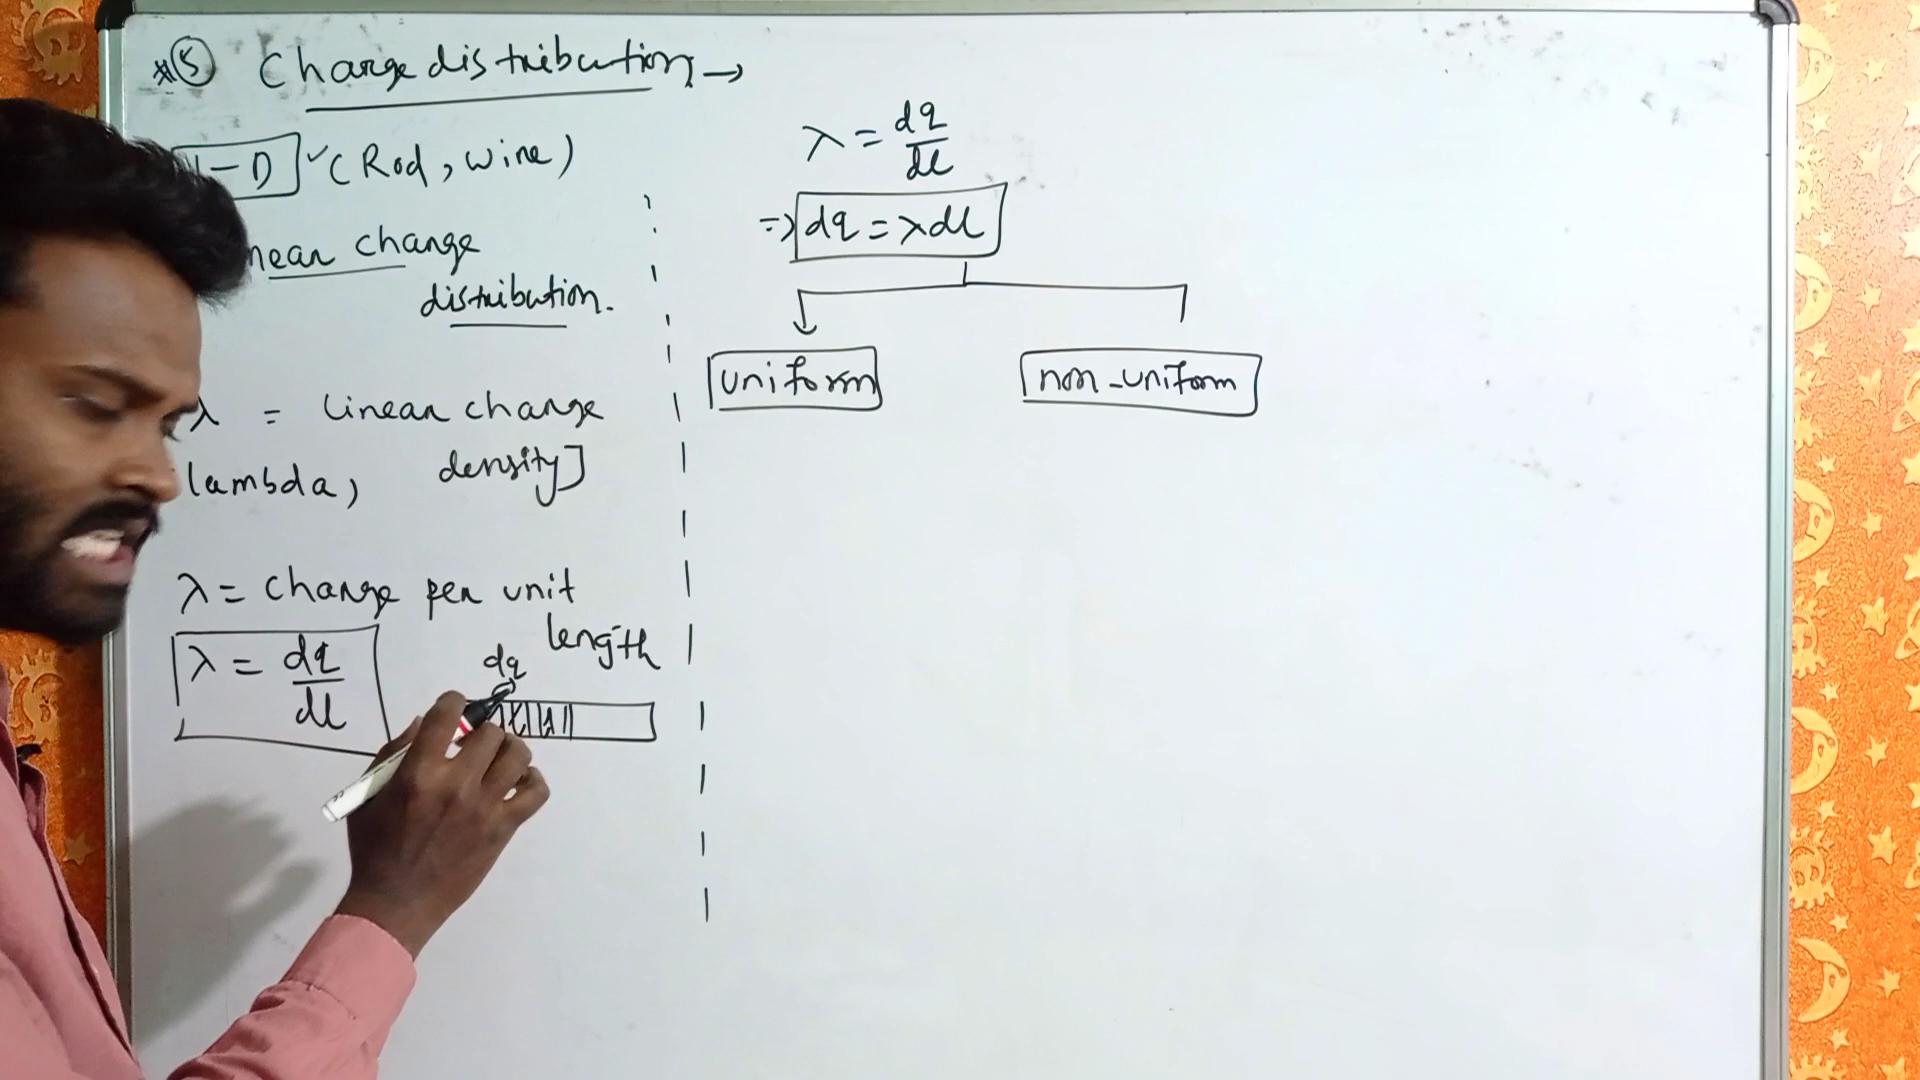 *⑤ Charge distribution →
1-D ✓ (Rod, wire)
near charge
distribution.
λ = Linear charge
lambda, density]
λ = charge per unit
length
λ = dq/dl
dq
λ = dq/dl
⇒ dq = λdl
uniform
non-uniform